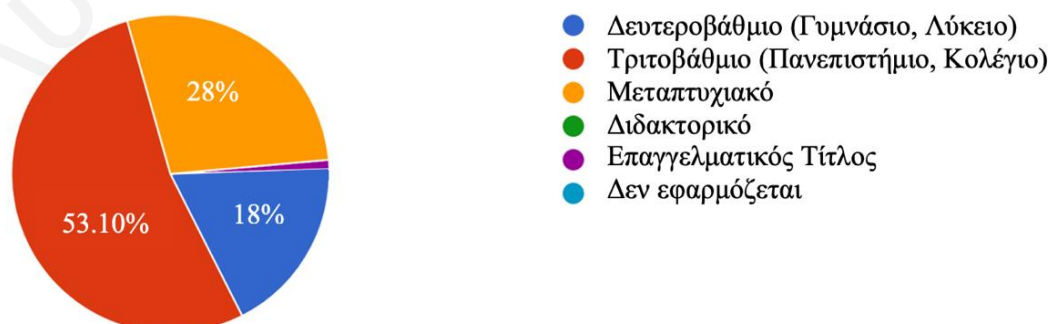 28%
53.10%
18%
Δευτεροβάθμιο (Γυμνάσιο, Λύκειο)
Τριτοβάθμιο (Πανεπιστήμιο, Κολέγιο)
Μεταπτυχιακό
Διδακτορικό
Επαγγελματικός Τίτλος
Δεν εφαρμόζεται